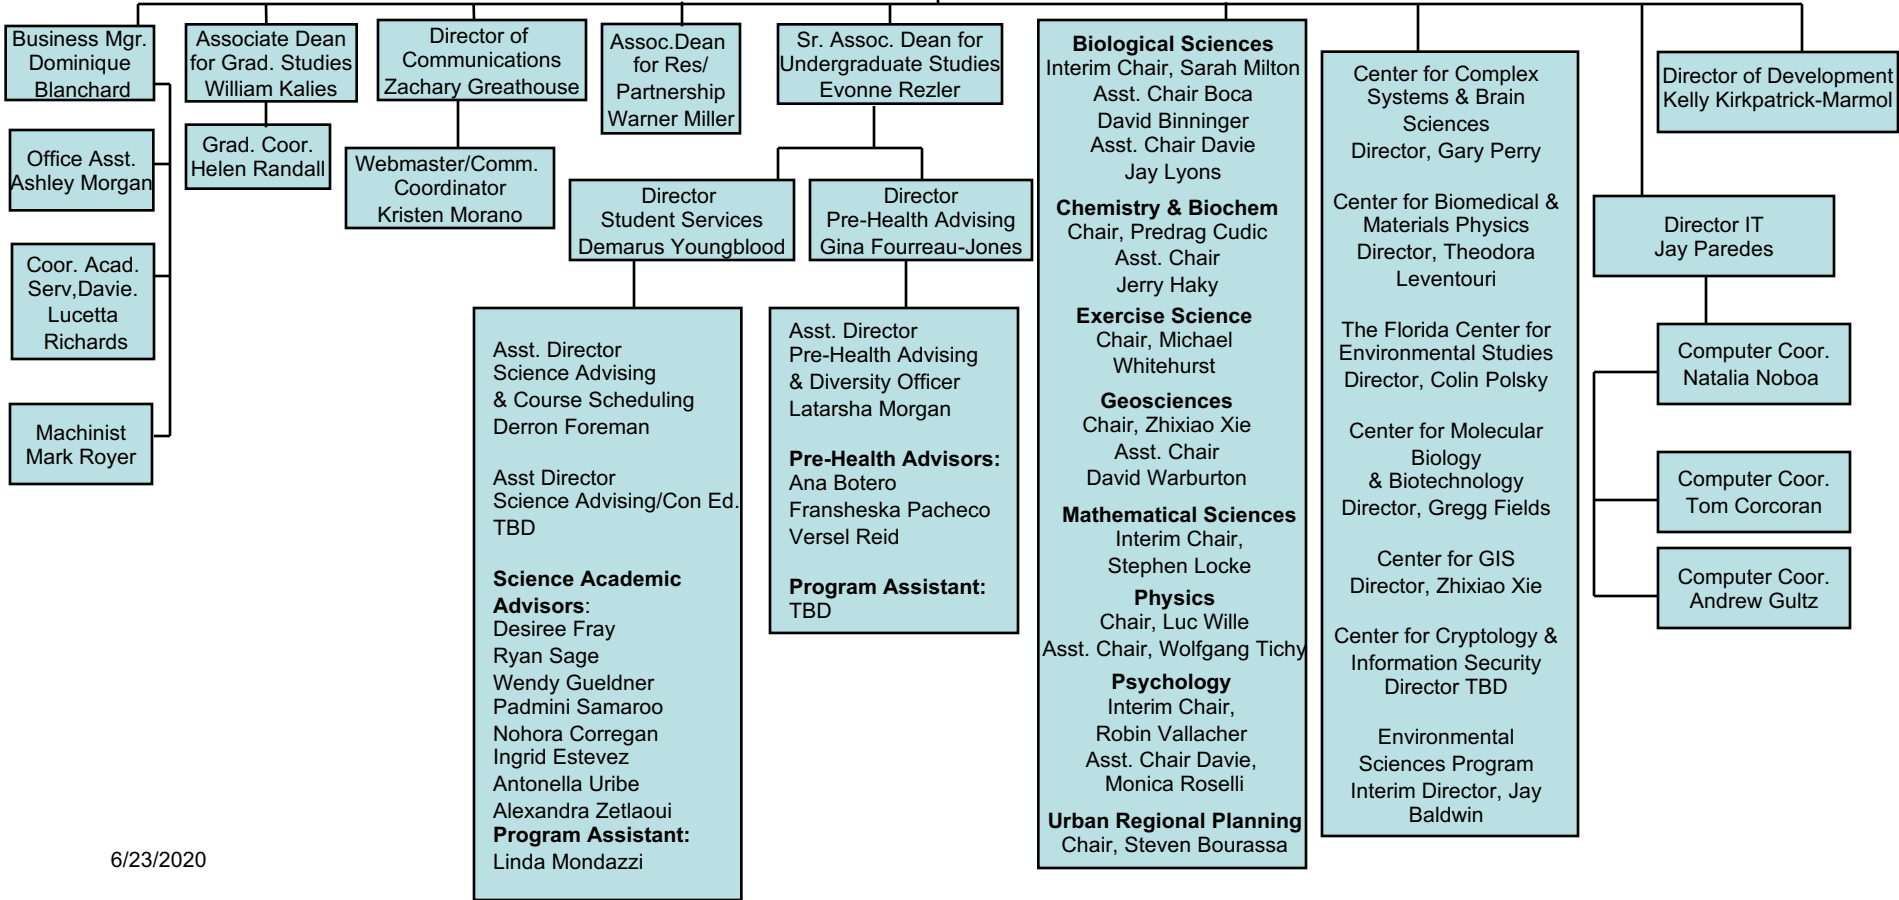 Business Mgr.
Dominique
Blanchard
Associate Dean
for Grad. Studies
William Kalies
Director of
Communications
Zachary Greathouse
Assoc.Dean
for Res/
Partnership
Warner Miller
Sr. Assoc. Dean for
Undergraduate Studies
Evonne Rezler
Office Asst.
Ashley Morgan
Grad. Coor.
Helen Randall
Webmaster/Comm.
Coordinator
Kristen Morano
Director
Student Services
Demarus Youngblood
Director
Pre-Health Advising
Gina Fourreau-Jones
Coor. Acad.
Serv,Davie.
Lucetta
Richards
Machinist
Mark Royer
Asst. Director
Science Advising
& Course Scheduling
Derron Foreman
Asst Director
Science Advising/Con Ed.
TBD
Science Academic
Advisors:
Desiree Fray
Ryan Sage
Wendy Gueldner
Padmini Samaroo
Nohora Corregan
Ingrid Estevez
Antonella Uribe
Alexandra Zetlaoui
Program Assistant:
Linda Mondazzi
Asst. Director
Pre-Health Advising
& Diversity Officer
Latarsha Morgan
Pre-Health Advisors:
Ana Botero
Fransheska Pacheco
Versel Reid
Program Assistant:
TBD
Biological Sciences
Interim Chair, Sarah Milton
Asst. Chair Boca
David Binninger
Asst. Chair Davie
Jay Lyons
Chemistry & Biochem
Chair, Predrag Cudic
Asst. Chair
Jerry Haky
Exercise Science
Chair, Michael
Whitehurst
Geosciences
Chair, Zhixiao Xie
Asst. Chair
David Warburton
Mathematical Sciences
Interim Chair,
Stephen Locke
Physics
Chair, Luc Wille
Asst. Chair, Wolfgang Tichy
Psychology
Interim Chair,
Robin Vallacher
Asst. Chair Davie,
Monica Roselli
Urban Regional Planning
Chair, Steven Bourassa
Center for Complex
Systems & Brain
Sciences
Director, Gary Perry
Center for Biomedical &
Materials Physics
Director, Theodora
Leventouri
The Florida Center for
Environmental Studies
Director, Colin Polsky
Center for Molecular
Biology
& Biotechnology
Director, Gregg Fields
Center for GIS
Director, Zhixiao Xie
Center for Cryptology &
Information Security
Director TBD
Environmental
Sciences Program
Interim Director, Jay
Baldwin
Director of Development
Kelly Kirkpatrick-Marmol
Director IT
Jay Paredes
Computer Coor.
Natalia Noboa
Computer Coor.
Tom Corcoran
Computer Coor.
Andrew Gultz
6/23/2020